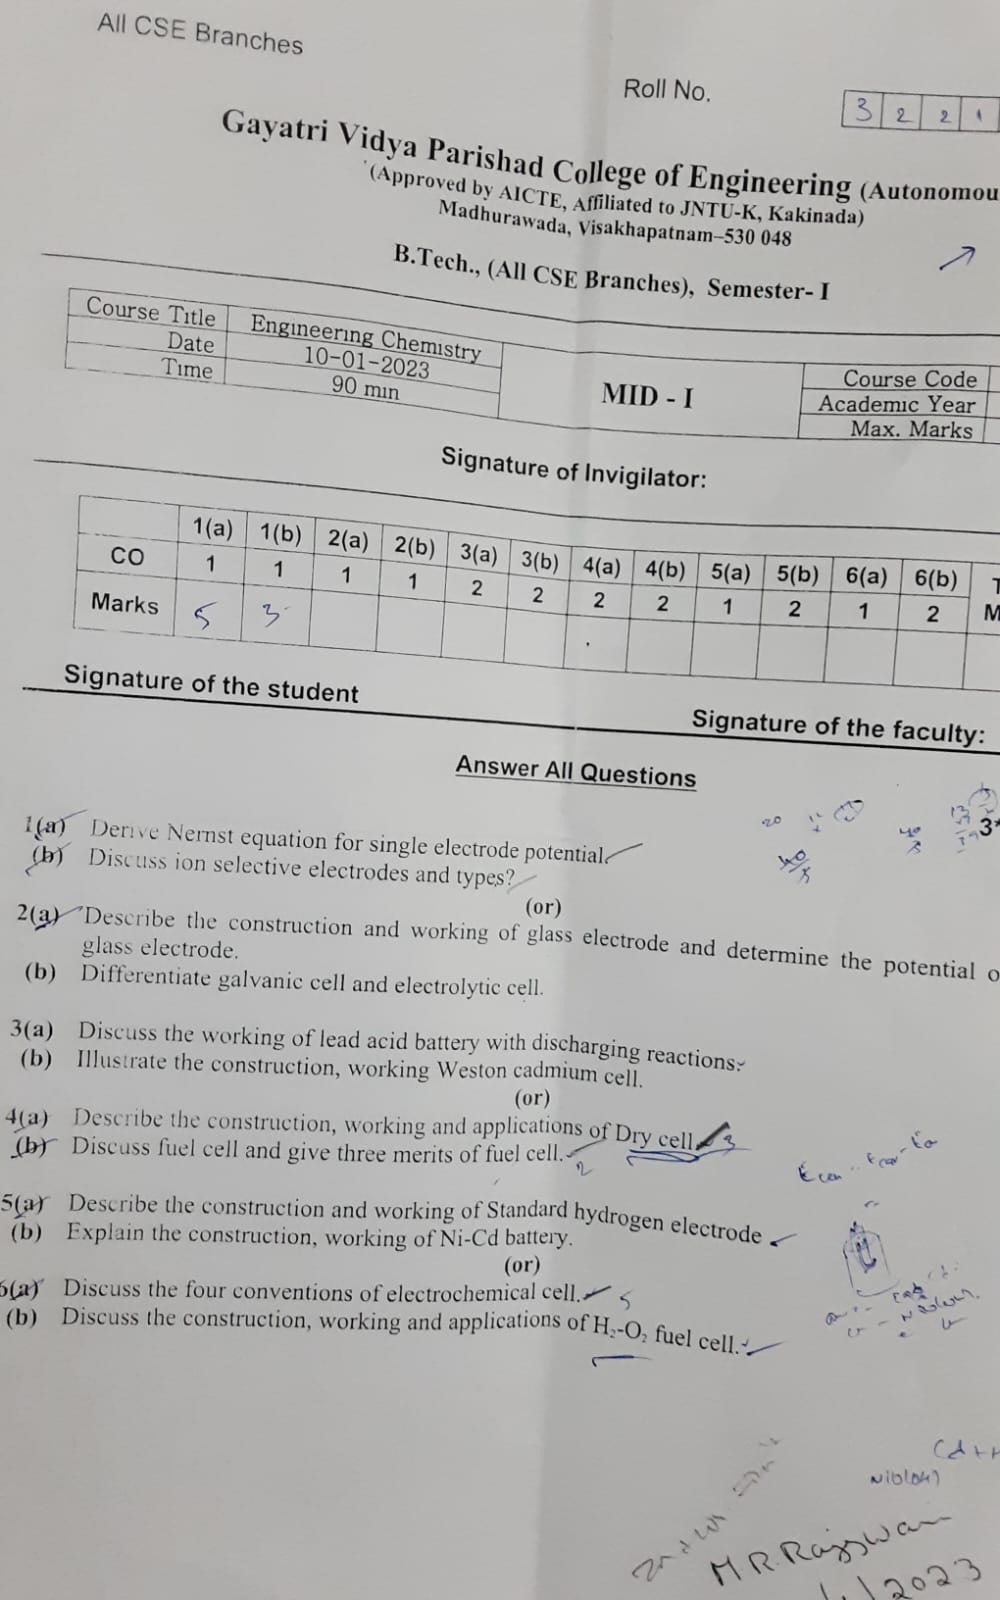 All CSE Branches
Roll No.
3 2 2 1
Gayatri Vidya Parishad College of Engineering (Autonomou
(Approved by AICTE, Affiliated to JNTU-K, Kakinada)
Madhurawada, Visakhapatnam–530 048
B.Tech., (All CSE Branches), Semester- I
Course Title Engineering Chemistry
Date 10-01-2023
Time 90 min
MID - I
Course Code
Academic Year
Max. Marks
Signature of Invigilator:
1(a) 1(b) 2(a) 2(b) 3(a) 3(b) 4(a) 4(b) 5(a) 5(b) 6(a) 6(b) T
CO 1 1 1 1 2 2 2 2 1 2 1 2 M
Marks 5 3
Signature of the student
Signature of the faculty:
Answer All Questions
20
3*
1(a) Derive Nernst equation for single electrode potential.
(b) Discuss ion selective electrodes and types?
(or)
2(a) Describe the construction and working of glass electrode and determine the potential o
glass electrode.
(b) Differentiate galvanic cell and electrolytic cell.
3(a) Discuss the working of lead acid battery with discharging reactions.
(b) Illustrate the construction, working Weston cadmium cell.
(or)
4(a) Describe the construction, working and applications of Dry cell. 3
(b) Discuss fuel cell and give three merits of fuel cell. 2
5(a) Describe the construction and working of Standard hydrogen electrode
(b) Explain the construction, working of Ni-Cd battery.
(or)
6(a) Discuss the four conventions of electrochemical cell. 5
(b) Discuss the construction, working and applications of H₂-O₂ fuel cell.
Cd++
M R. Rajswan
2023